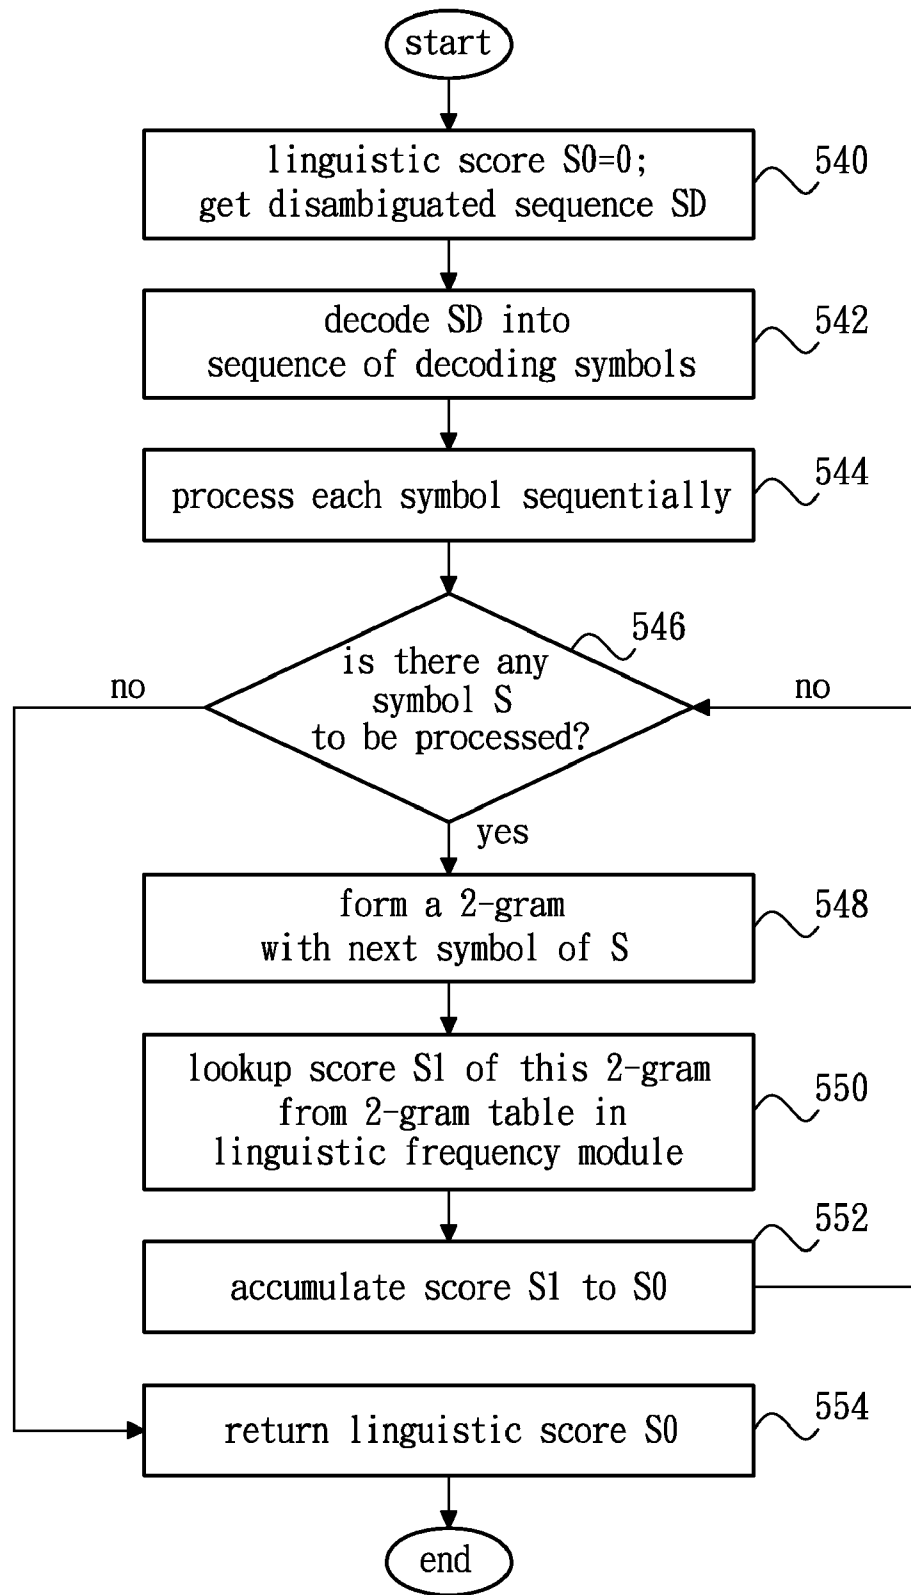 start
linguistic score S0=0;
get disambiguated sequence SD
540
decode SD into
sequence of decoding symbols
542
process each symbol sequentially
544
546
is there any
symbol S
to be processed?
no
no
yes
form a 2-gram
with next symbol of S
548
lookup score S1 of this 2-gram
from 2-gram table in
linguistic frequency module
550
552
accumulate score S1 to S0
return linguistic score S0
554
end